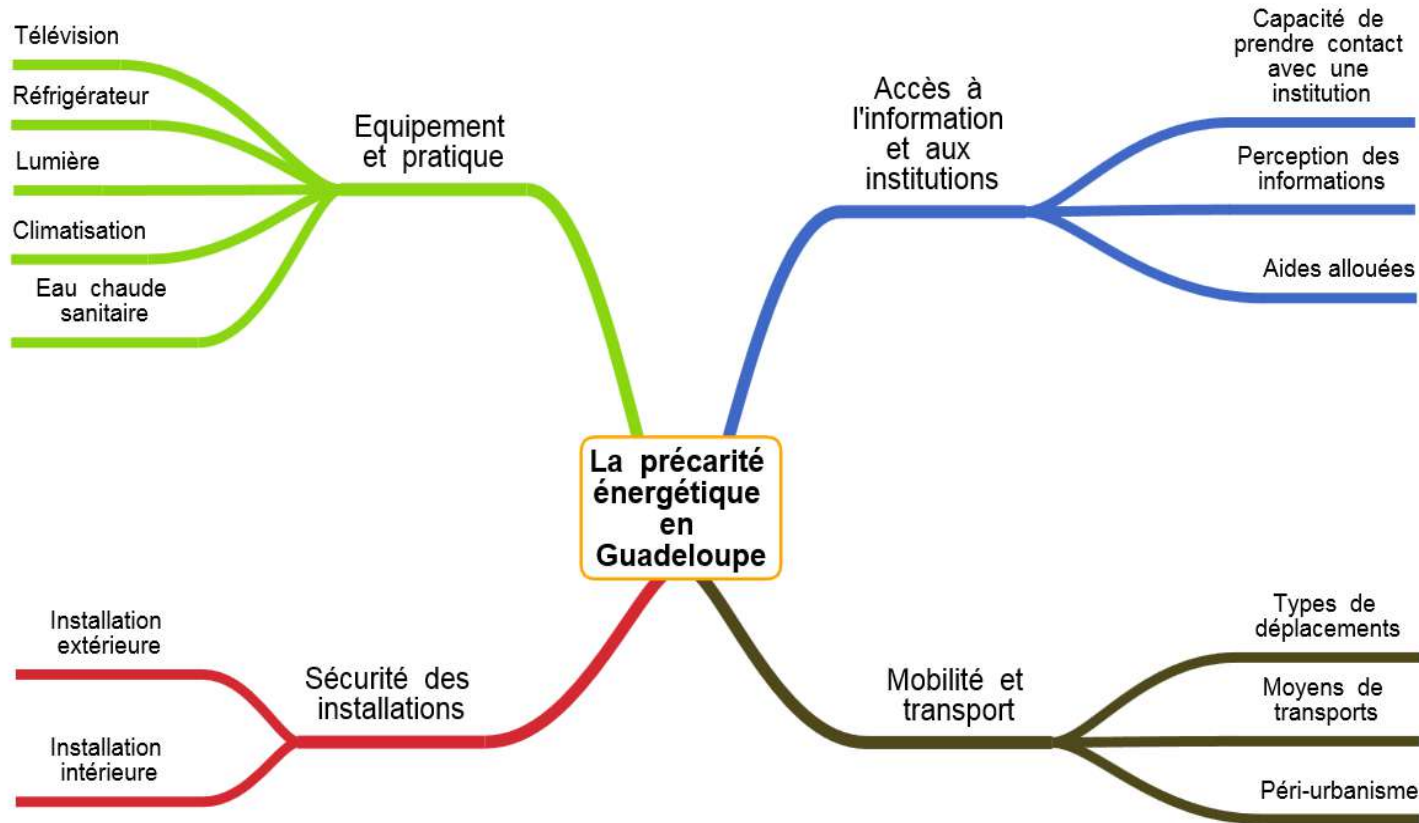 Télévision
Réfrigérateur
Lumière
Climatisation
Eau chaude
sanitaire
Equipement
et pratique
Accès à
l'information
et aux
institutions
Capacité de
prendre contact
avec une
institution
Perception des
informations
Aides allouées
La précarité
énergétique
en
Guadeloupe
Installation
extérieure
Installation
intérieure
Sécurité des
installations
Mobilité et
transport
Types de
déplacements
Moyens de
transports
Péri-urbanisme